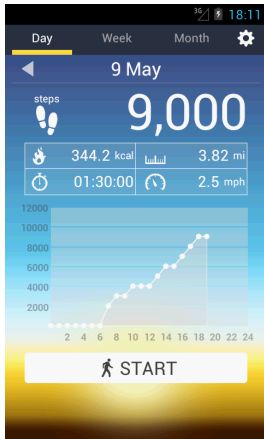 3G 18:11
Day Week Month
9 May
steps
9,000
344.2 kcal 3.82 mi
01:30:00 2.5 mph
12000
10000
8000
6000
4000
2000
2 4 6 8 10 12 14 16 18 20 22 24
START